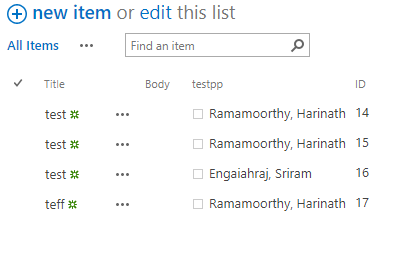 new item or edit this list
All Items ••• Find an item
Title Body testpp ID
test ••• Ramamoorthy, Harinath 14
test ••• Ramamoorthy, Harinath 15
test ••• Engaiahraj, Sriram 16
teff ••• Ramamoorthy, Harinath 17